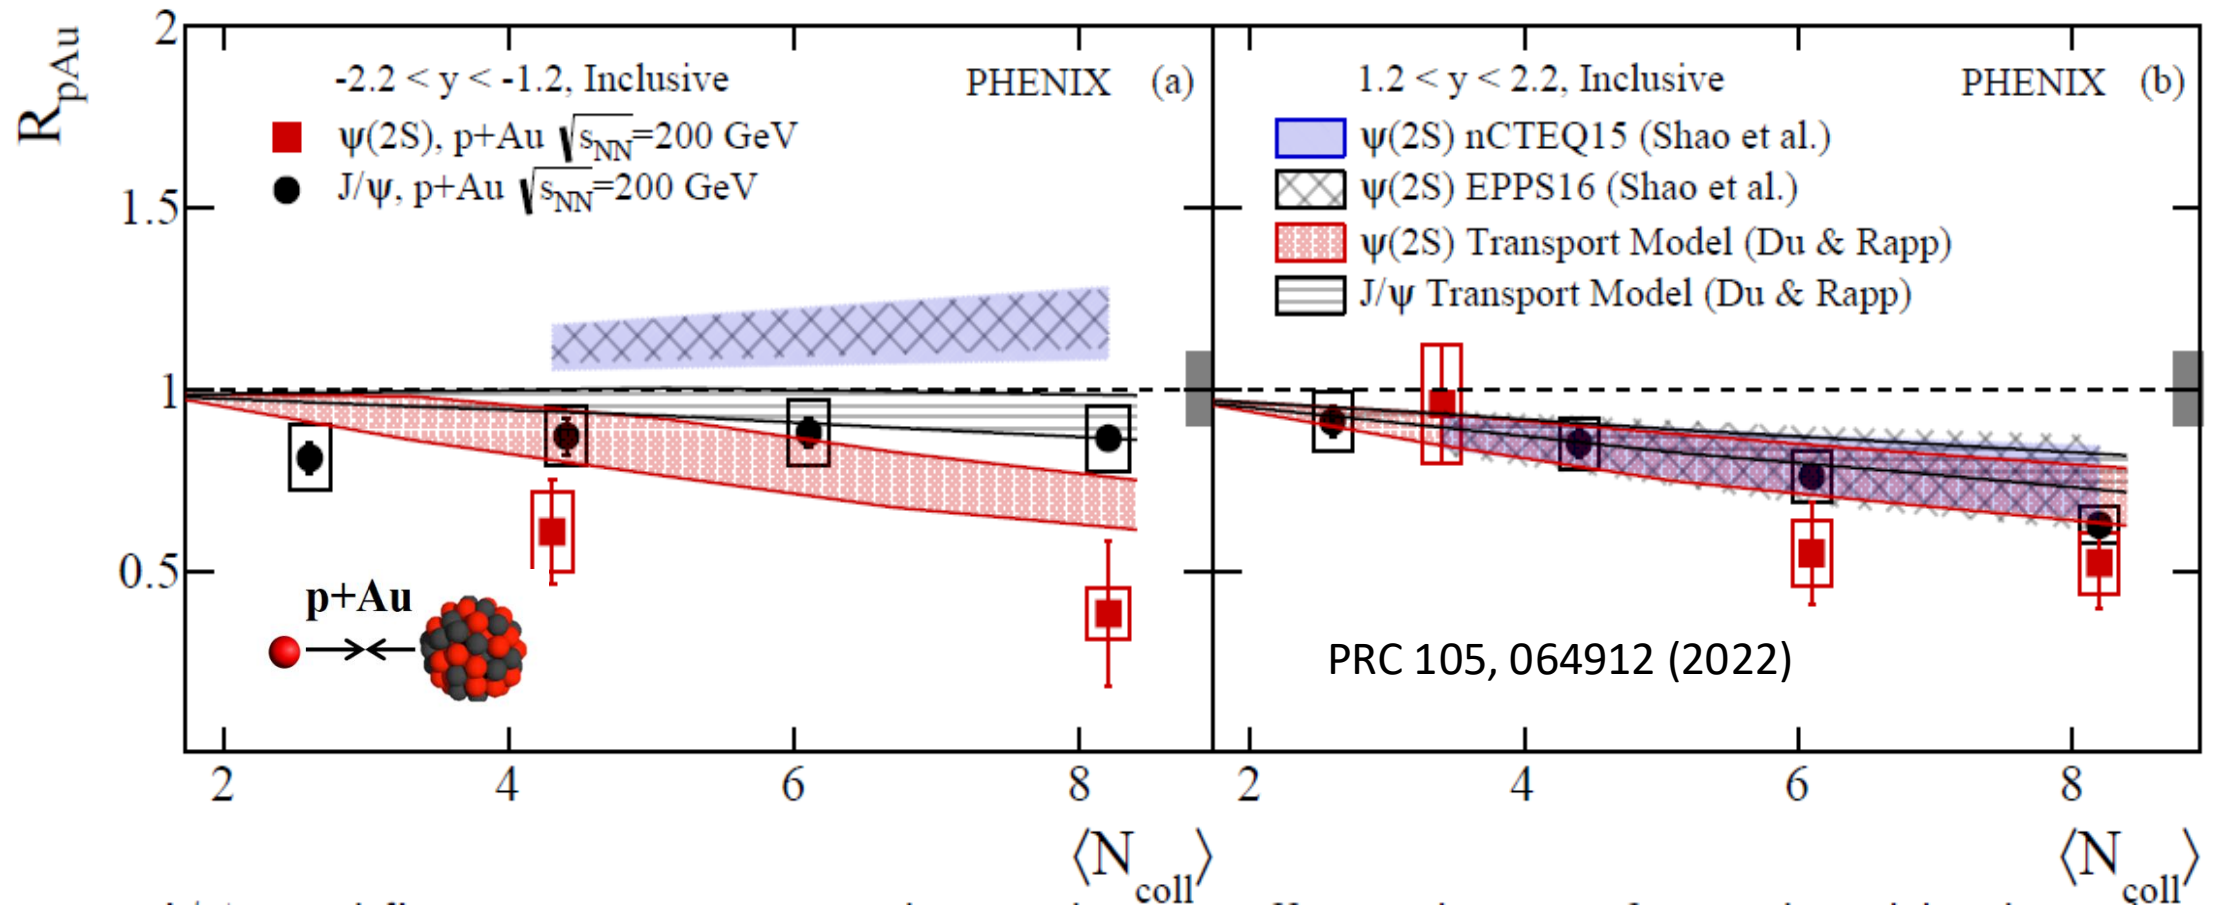 R_pAu
2
1.5
1
0.5
-2.2 < y < -1.2, Inclusive
PHENIX (a)
ψ(2S), p+Au √s_NN=200 GeV
J/ψ, p+Au √s_NN=200 GeV
p+Au
2 4 6 8
⟨N_coll⟩
1.2 < y < 2.2, Inclusive
PHENIX (b)
ψ(2S) nCTEQ15 (Shao et al.)
ψ(2S) EPPS16 (Shao et al.)
ψ(2S) Transport Model (Du & Rapp)
J/ψ Transport Model (Du & Rapp)
PRC 105, 064912 (2022)
2 4 6 8
⟨N_coll⟩